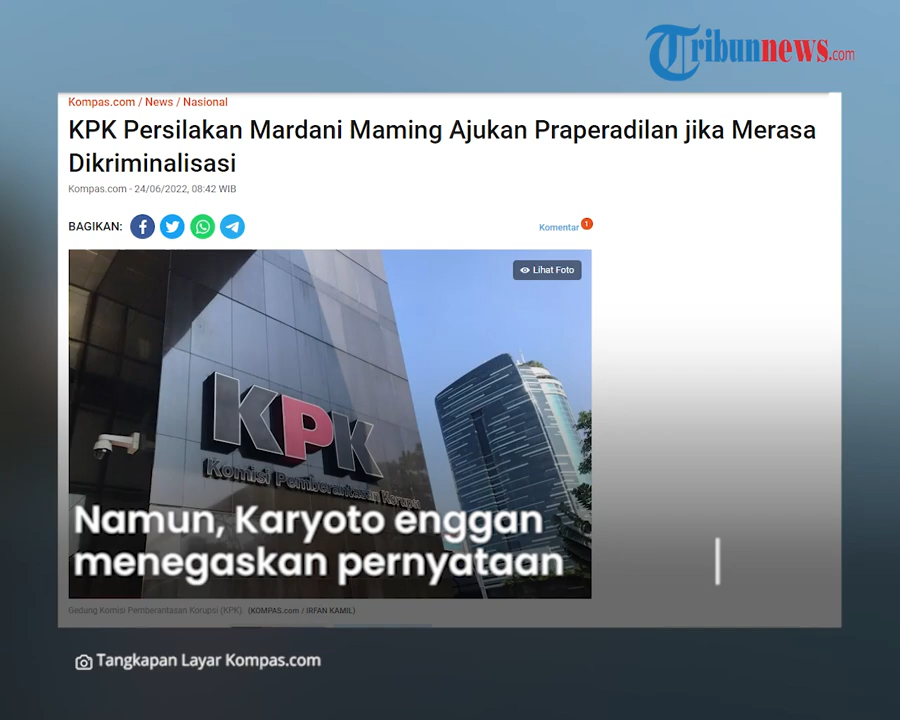 Tribunnews.com
Kompas.com / News / Nasional
KPK Persilakan Mardani Maming Ajukan Praperadilan jika Merasa
Dikriminalisasi
Kompas.com - 24/06/2022, 08:42 WIB
BAGIKAN:
Komentar 1
Lihat Foto
KPK
Komisi Pemberantasan Korupsi
Namun, Karyoto enggan
menegaskan pernyataan
Gedung Komisi Pemberantasan Korupsi (KPK). (KOMPAS.com / IRFAN KAMIL)
Tangkapan Layar Kompas.com